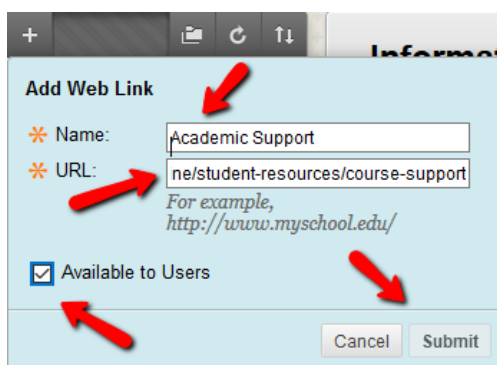 Informa
Add Web Link
Name: Academic Support
URL: ne/student-resources/course-support
For example,
http://www.myschool.edu/
Available to Users
Cancel Submit